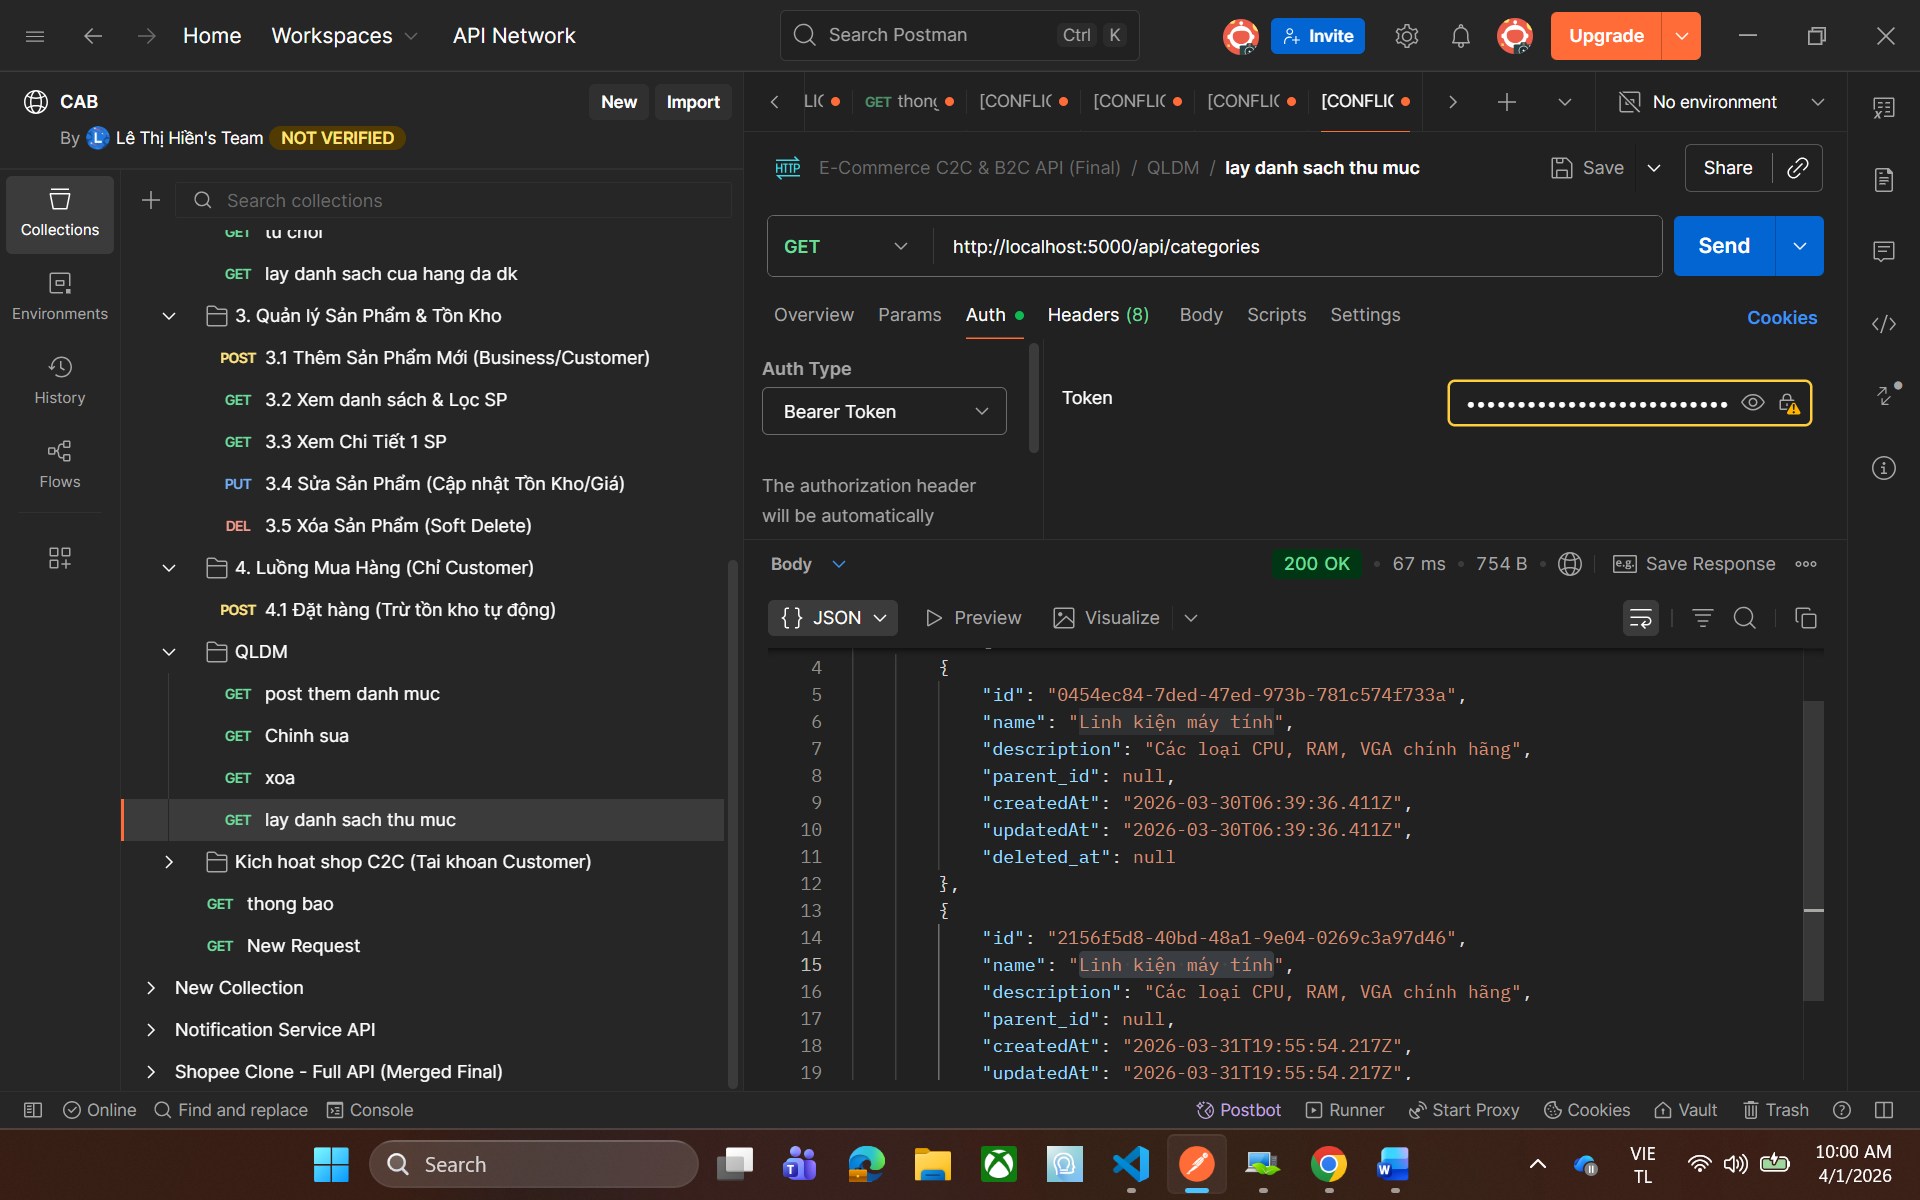 Home
Workspaces
API Network
Search Postman
Ctrl
K
Invite
Upgrade
CAB
New
Import
By
L
Lê Thị Hiền's Team
NOT VERIFIED
Collections
Environments
History
Flows
Search collections
GET tu choi
GET lay danh sach cua hang da dk
3. Quản lý Sản Phẩm & Tồn Kho
POST 3.1 Thêm Sản Phẩm Mới (Business/Customer)
GET 3.2 Xem danh sách & Lọc SP
GET 3.3 Xem Chi Tiết 1 SP
PUT 3.4 Sửa Sản Phẩm (Cập nhật Tồn Kho/Giá)
DEL 3.5 Xóa Sản Phẩm (Soft Delete)
4. Luồng Mua Hàng (Chỉ Customer)
POST 4.1 Đặt hàng (Trừ tồn kho tự động)
QLDM
GET post them danh muc
GET Chinh sua
GET xoa
GET lay danh sach thu muc
Kich hoat shop C2C (Tai khoan Customer)
GET thong bao
GET New Request
New Collection
Notification Service API
Shopee Clone - Full API (Merged Final)
GET thong
[CONFLIC
[CONFLIC
[CONFLIC
[CONFLIC
No environment
HTTP
E-Commerce C2C & B2C API (Final) / QLDM / lay danh sach thu muc
Save
Share
GET
http://localhost:5000/api/categories
Send
Overview
Params
Auth
Headers (8)
Body
Scripts
Settings
Cookies
Auth Type
Bearer Token
The authorization header
will be automatically
Token
Body
200 OK
67 ms
754 B
e.g.
Save Response
{} JSON
Preview
Visualize
4 {
5 "id": "0454ec84-7ded-47ed-973b-781c574f733a",
6 "name": "Linh kiện máy tính",
7 "description": "Các loại CPU, RAM, VGA chính hãng",
8 "parent_id": null,
9 "createdAt": "2026-03-30T06:39:36.411Z",
10 "updatedAt": "2026-03-30T06:39:36.411Z",
11 "deleted_at": null
12 },
13 {
14 "id": "2156f5d8-40bd-48a1-9e04-0269c3a97d46",
15 "name": "Linh kiện máy tính",
16 "description": "Các loại CPU, RAM, VGA chính hãng",
17 "parent_id": null,
18 "createdAt": "2026-03-31T19:55:54.217Z",
19 "updatedAt": "2026-03-31T19:55:54.217Z",
Online
Find and replace
Console
Postbot
Runner
Start Proxy
Cookies
Vault
Trash
Search
VIE
TL
10:00 AM
4/1/2026